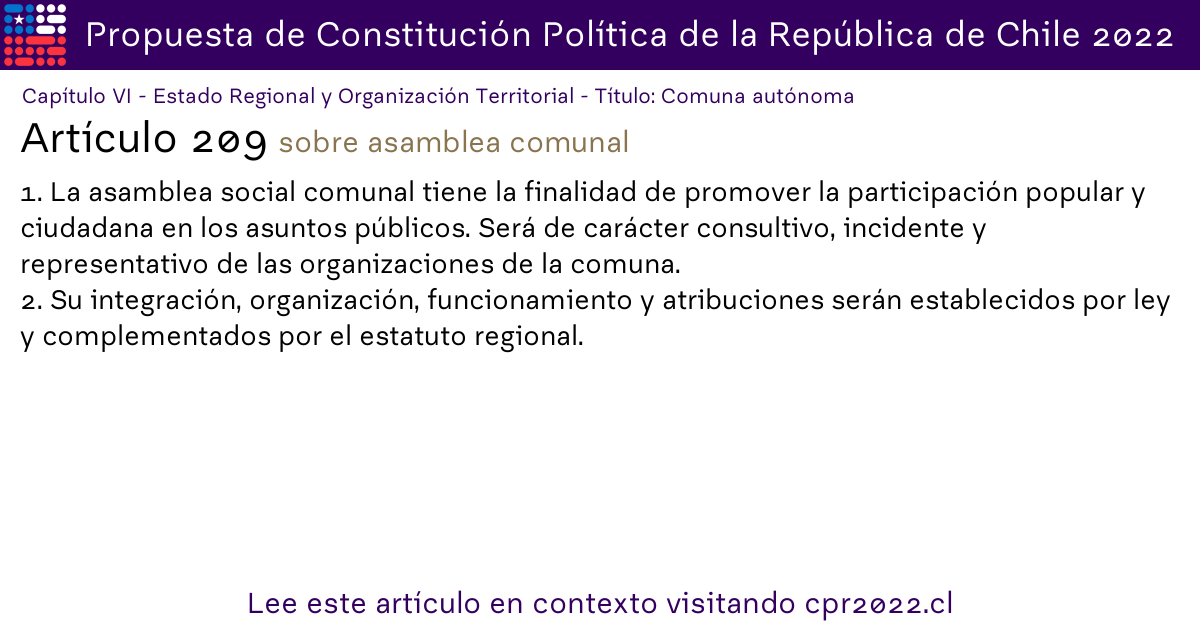 Propuesta de Constitución Política de la República de Chile 2022
Capítulo VI - Estado Regional y Organización Territorial - Título: Comuna autónoma
Artículo 209 sobre asamblea comunal
1. La asamblea social comunal tiene la finalidad de promover la participación popular y
ciudadana en los asuntos públicos. Será de carácter consultivo, incidente y
representativo de las organizaciones de la comuna.
2. Su integración, organización, funcionamiento y atribuciones serán establecidos por ley
y complementados por el estatuto regional.
Lee este artículo en contexto visitando cpr2022.cl